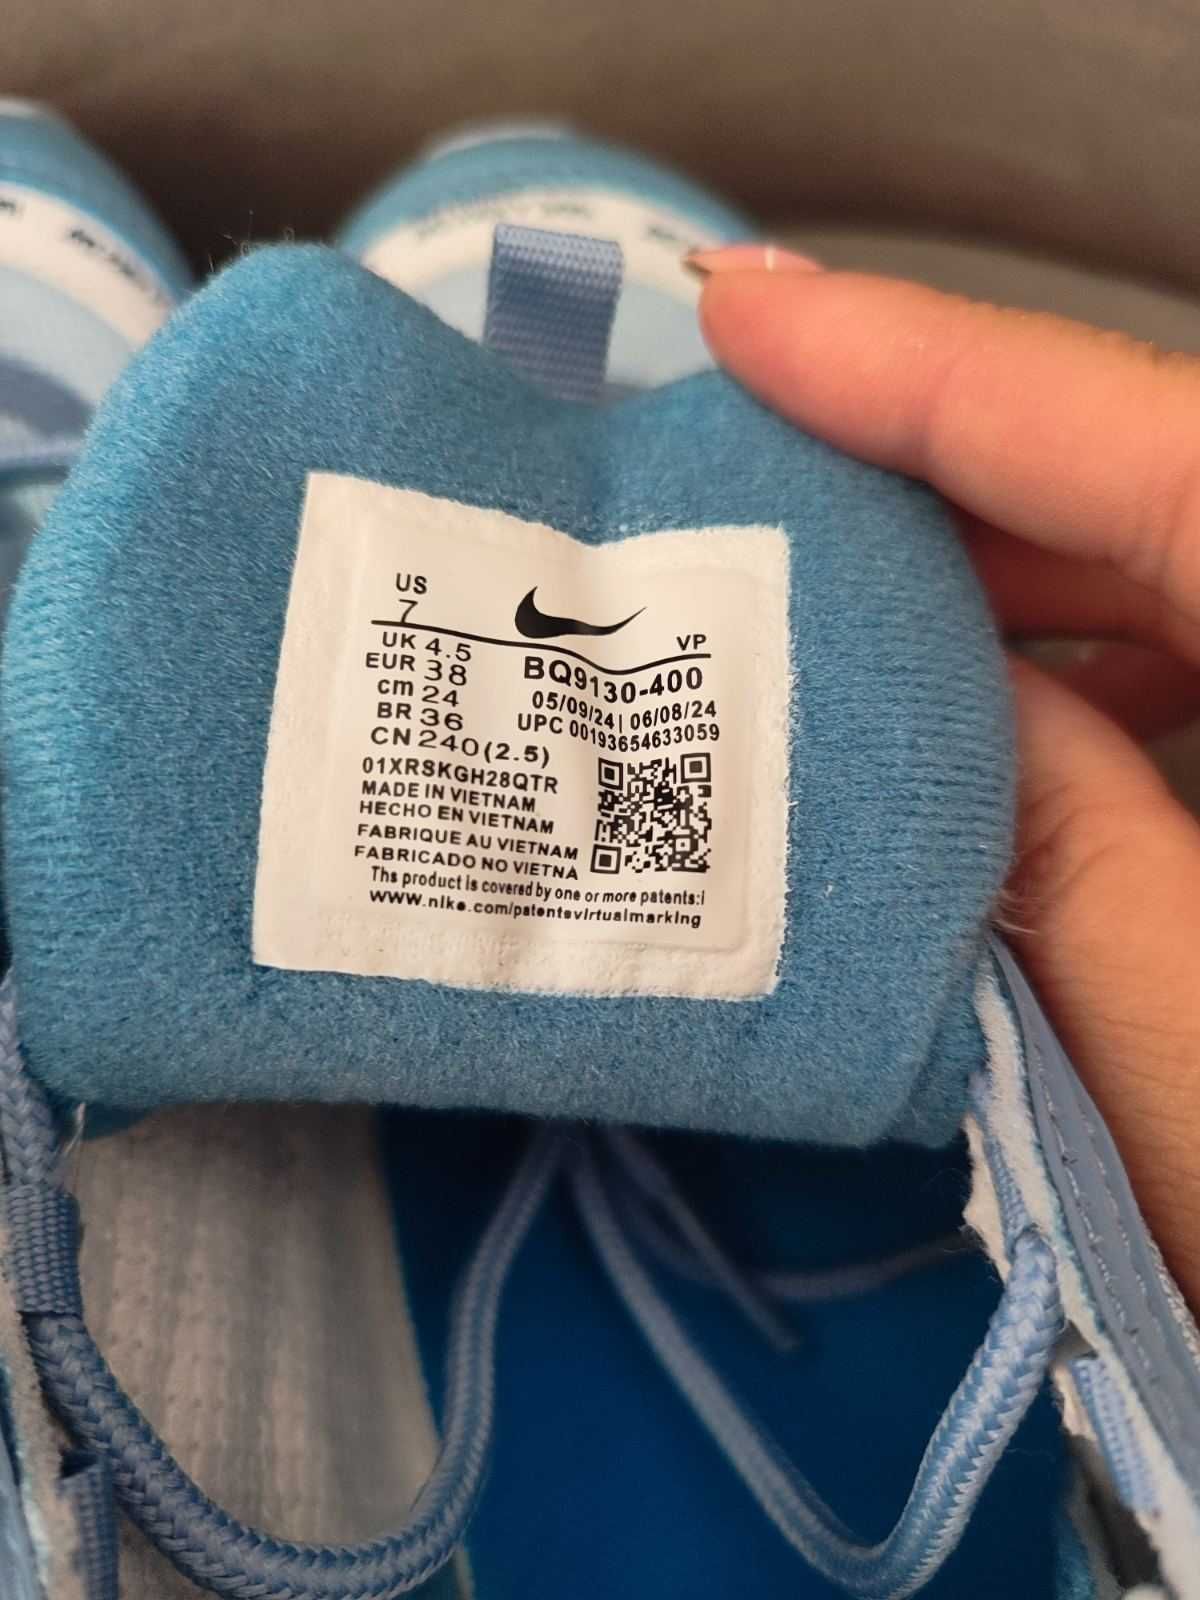 US
7
VP
UK 4.5
EUR 38
cm 24
BR 36
CN 240 (2.5)
BQ9130-400
05/09/24| 06/08/24
UPC 00193654633059
01XRSKGH28QTR
MADE IN VIETNAM
HECHO EN VIETNAM
FABRIQUE AU VIETNAM
FABRICADO NO VIETNA
Ths product is covered by one or more patents:i
www.nike.com/patentsvirtualmarking